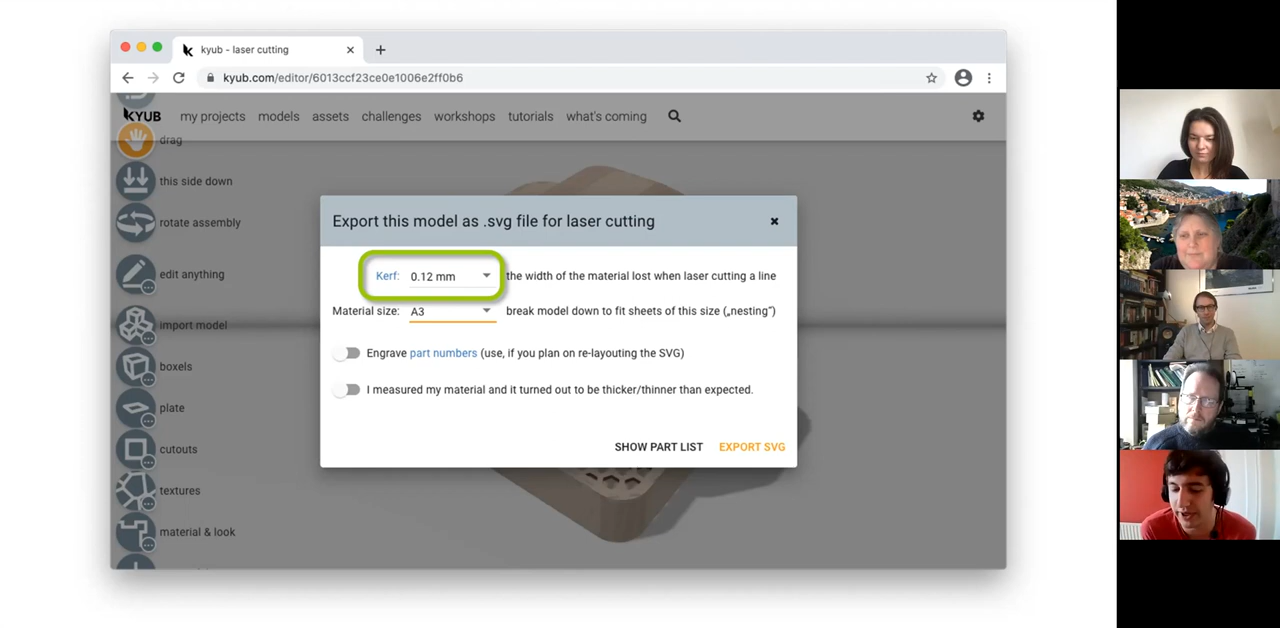 kyub - laser cutting
kyub.com/editor/6013ccf23ce0e1006e2ff0b6
KYUB my projects models assets challenges workshops tutorials what's coming
drag
this side down
rotate assembly
edit anything
import model
boxels
plate
cutouts
textures
material & look
Export this model as .svg file for laser cutting
Kerf: 0.12 mm the width of the material lost when laser cutting a line
Material size: A3 break model down to fit sheets of this size („nesting“)
Engrave part numbers (use, if you plan on re-layouting the SVG)
I measured my material and it turned out to be thicker/thinner than expected.
SHOW PART LIST EXPORT SVG